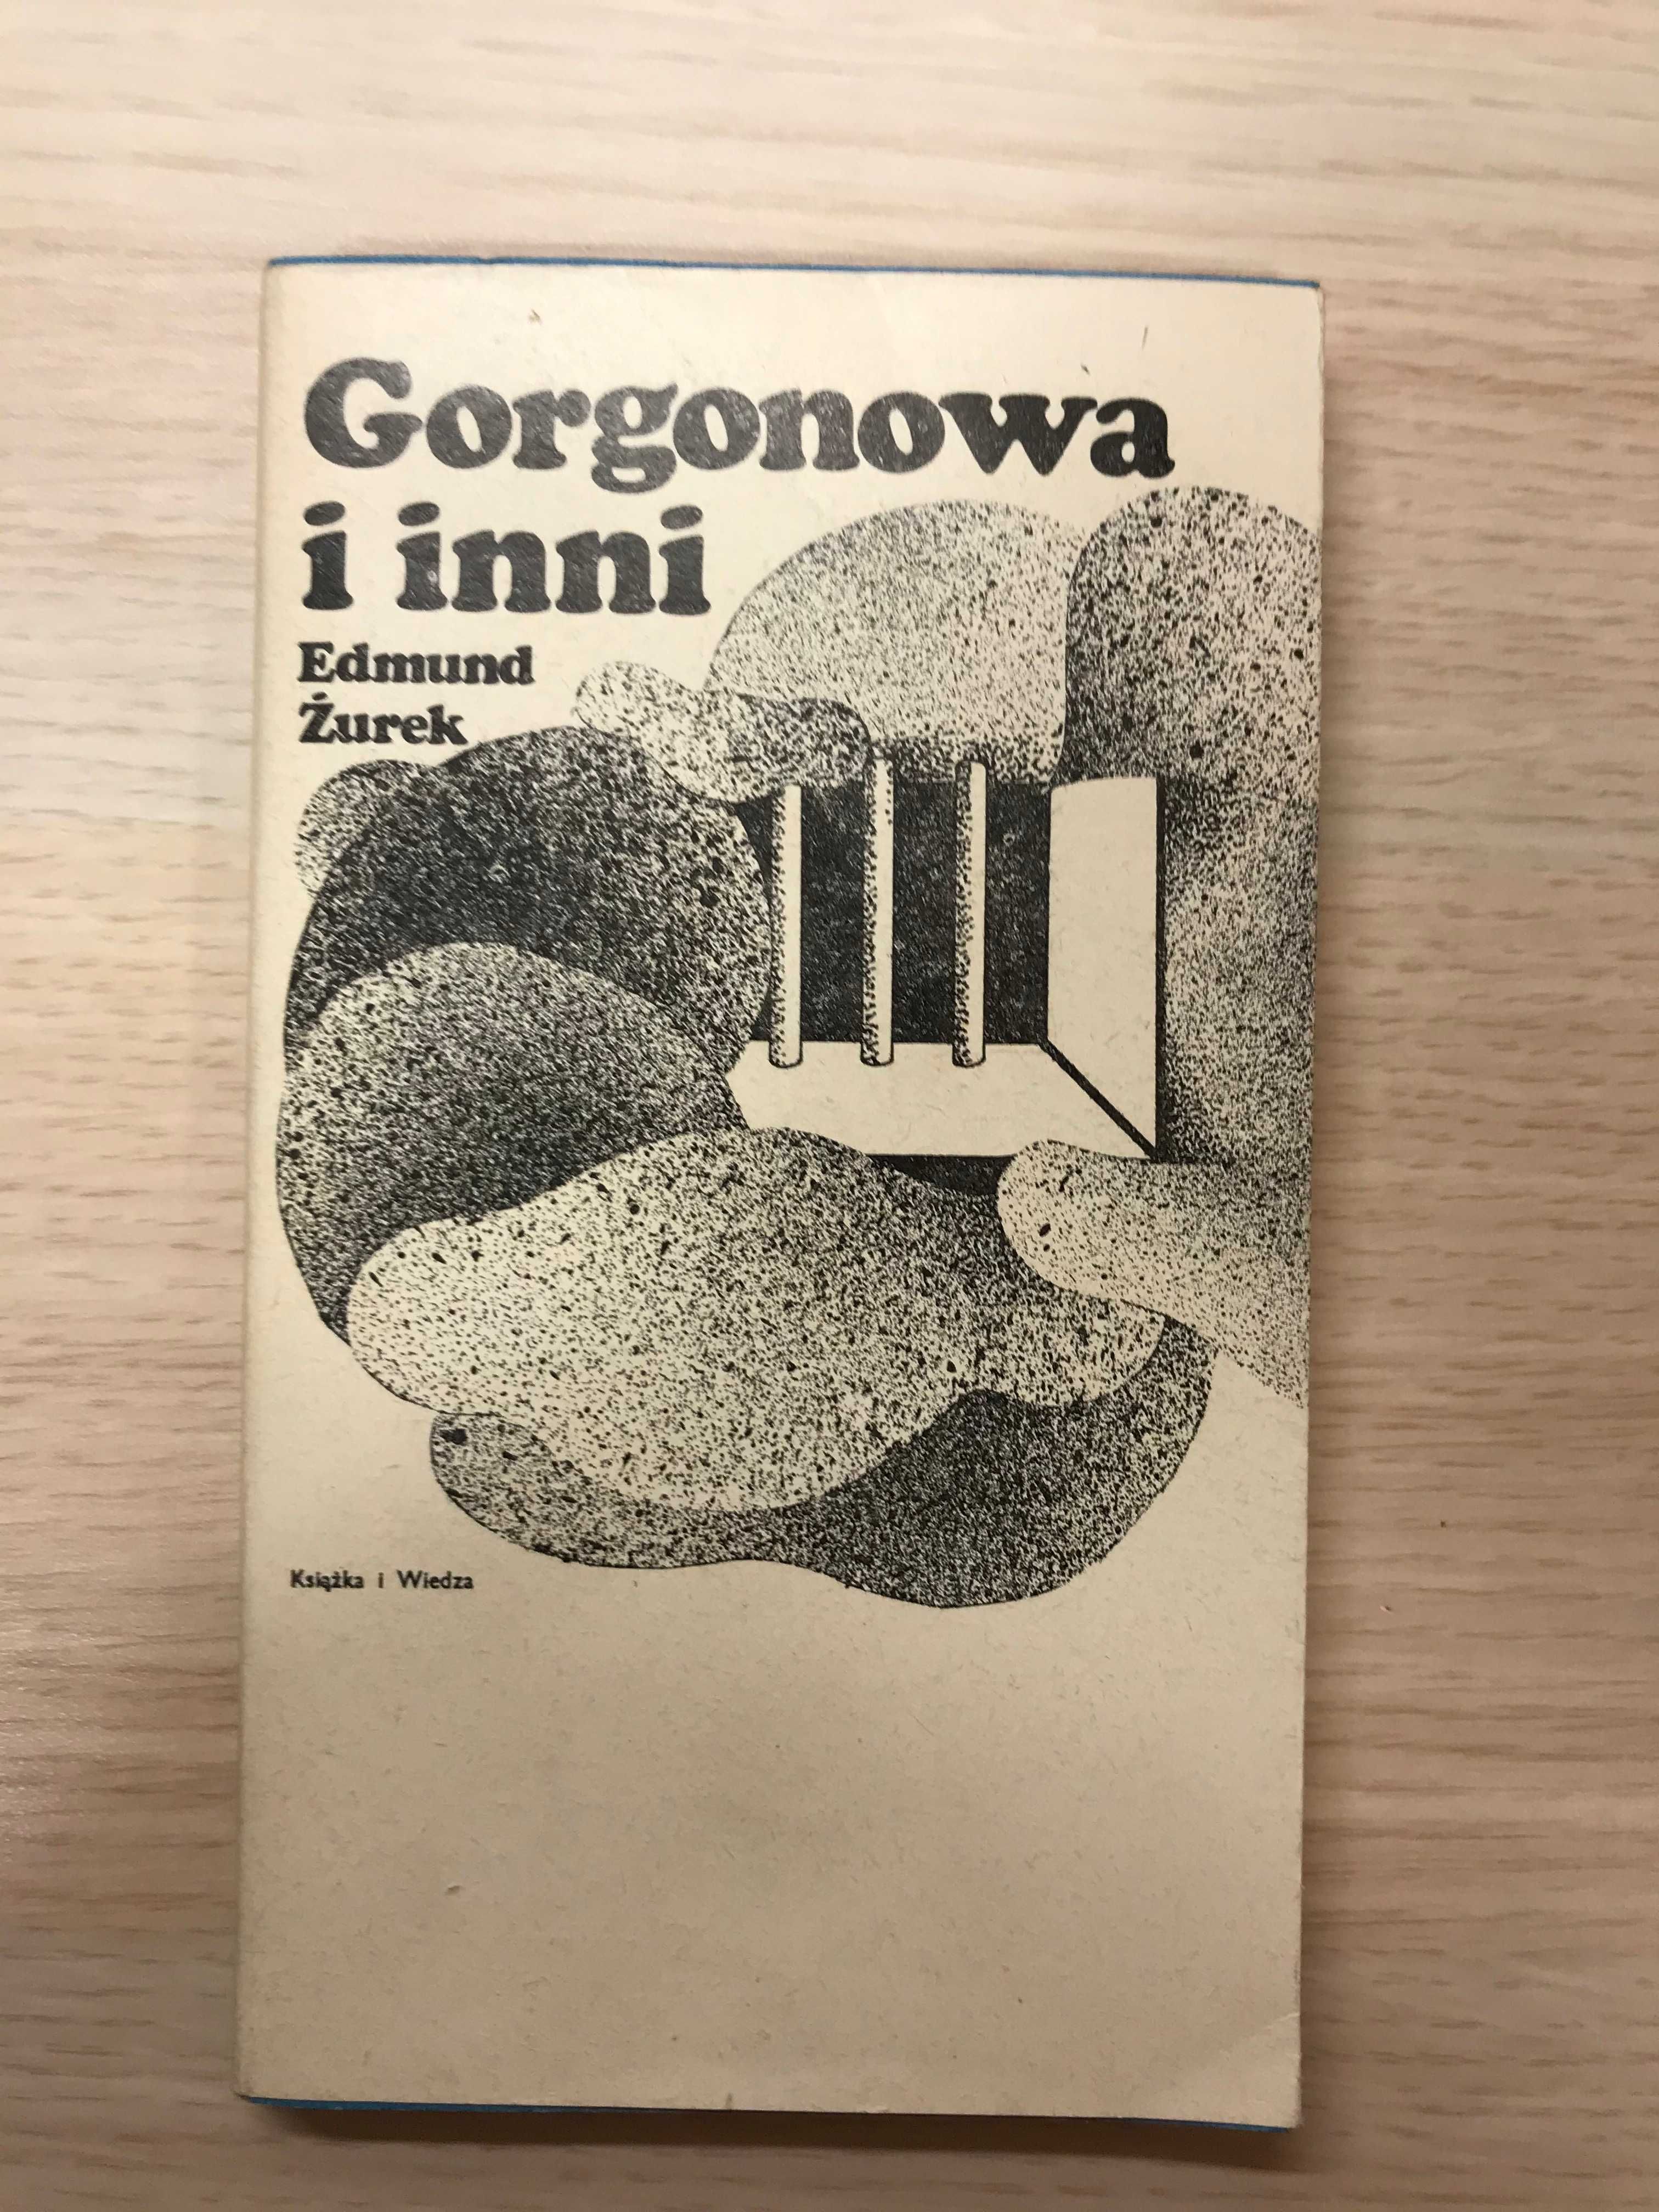 Gorgonowa
i inni
Edmund
Żurek
Książka i Wiedza